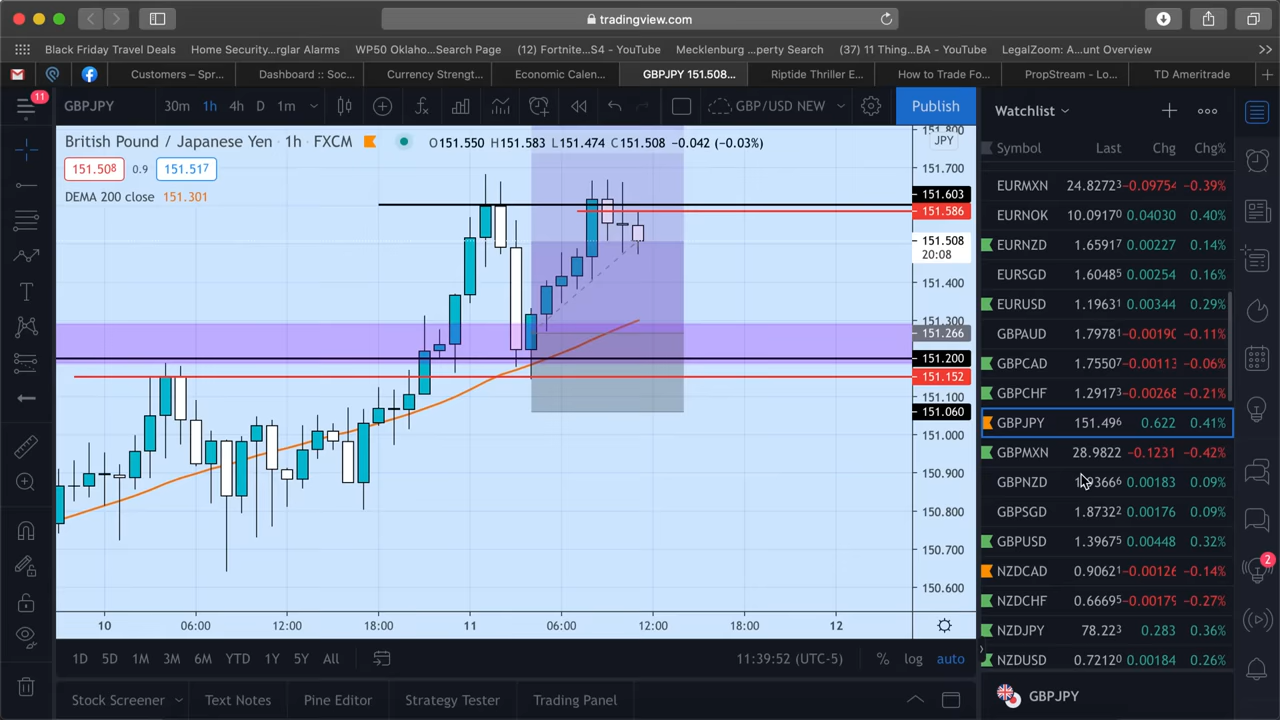 tradingview.com
Black Friday Travel Deals Home Security...rglar Alarms WP50 Oklaho...Search Page (12) Fortnite...S4 – YouTube Mecklenburg ...perty Search (37) 11 Thing...BA – YouTube LegalZoom: A...unt Overview >>
Customers – Spr... Dashboard :: Soc... Currency Strengt... Economic Calen... GBPJPY 151.508... Riptide Thriller E... How to Trade Fo... PropStream - Lo... TD Ameritrade
11 GBPJPY 30m 1h 4h D 1m GBP/USD NEW Publish Watchlist
British Pound / Japanese Yen · 1h · FXCM O151.550 H151.583 L151.474 C151.508 −0.042 (−0.03%) 151.800 JPY
Symbol Last Chg Chg%
151.508 0.9 151.517
DEMA 200 close 151.301
151.700
151.603
151.586
151.508
20:08
151.400
151.300
151.266
151.200
151.152
151.100
151.060
151.000
150.900
150.800
150.700
150.600
EURMXN 24.82723 -0.09754 −0.39%
EURNOK 10.09170 0.04030 0.40%
EURNZD 1.65917 0.00227 0.14%
EURSGD 1.60485 0.00254 0.16%
EURUSD 1.19631 0.00344 0.29%
GBPAUD 1.79781 -0.00190 −0.11%
GBPCAD 1.75507 -0.00113 −0.06%
GBPCHF 1.29173 -0.00268 −0.21%
GBPJPY 151.496 0.622 0.41%
GBPMXN 28.9822 -0.1231 −0.42%
GBPNZD 93666 0.00183 0.09%
GBPSGD 1.87322 0.00176 0.09%
GBPUSD 1.39675 0.00448 0.32%
NZDCAD 0.90621 -0.00126 −0.14%
NZDCHF 0.66695 -0.00179 −0.27%
NZDJPY 78.223 0.283 0.36%
NZDUSD 0.72120 0.00184 0.26%
2
10 06:00 12:00 18:00 11 06:00 12:00 18:00 12
1D 5D 1M 3M 6M YTD 1Y 5Y All 11:39:52 (UTC-5) % log auto
Stock Screener Text Notes Pine Editor Strategy Tester Trading Panel
GBPJPY